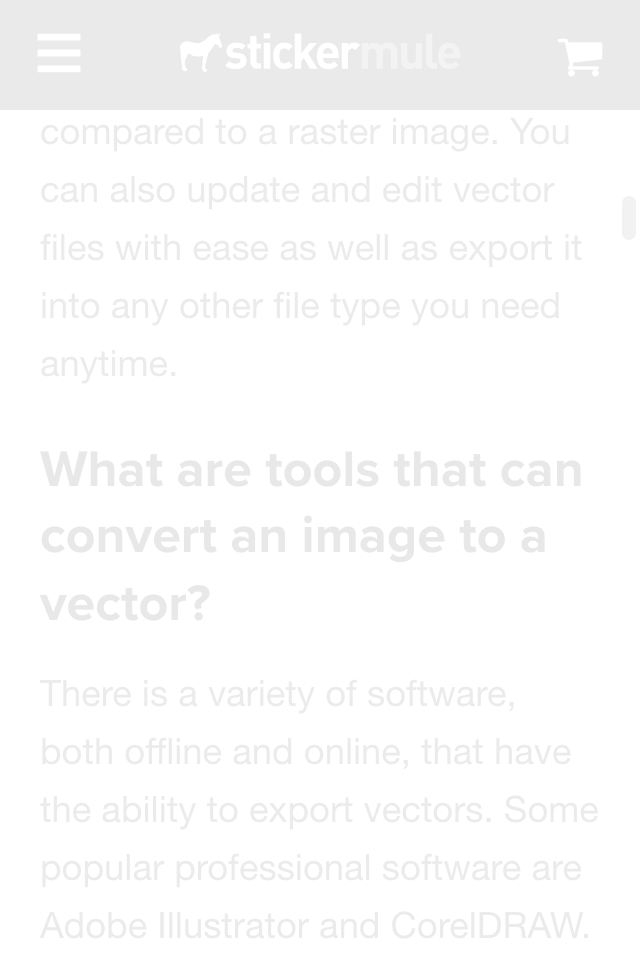 stickermule
compared to a raster image. You
can also update and edit vector
files with ease as well as export it
into any other file type you need
anytime.
What are tools that can
convert an image to a
vector?
There is a variety of software,
both offline and online, that have
the ability to export vectors. Some
popular professional software are
Adobe Illustrator and CorelDRAW.